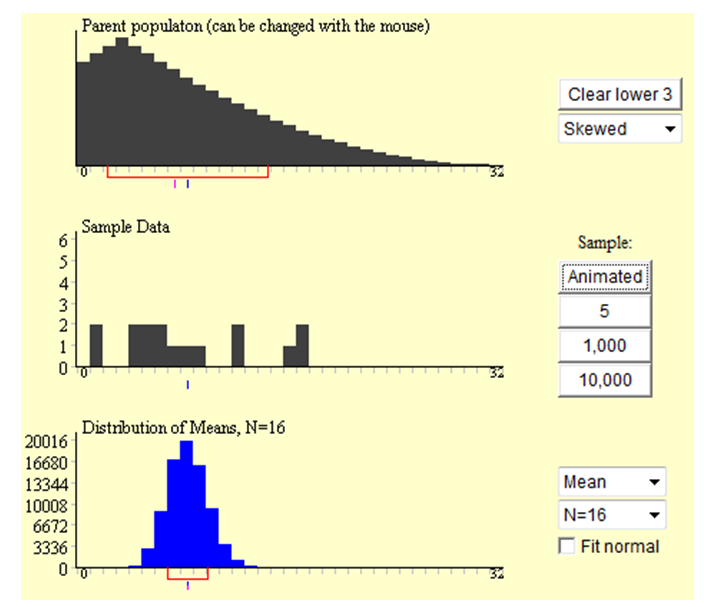 Parent populaton (can be changed with the mouse)
0
32
Clear lower 3
Skewed
Sample Data
6
5
4
3
2
1
0
0
32
Sample:
Animated
5
1,000
10,000
Distribution of Means, N=16
20016
16680
13344
10008
6672
3336
0
0
32
Mean
N=16
Fit normal